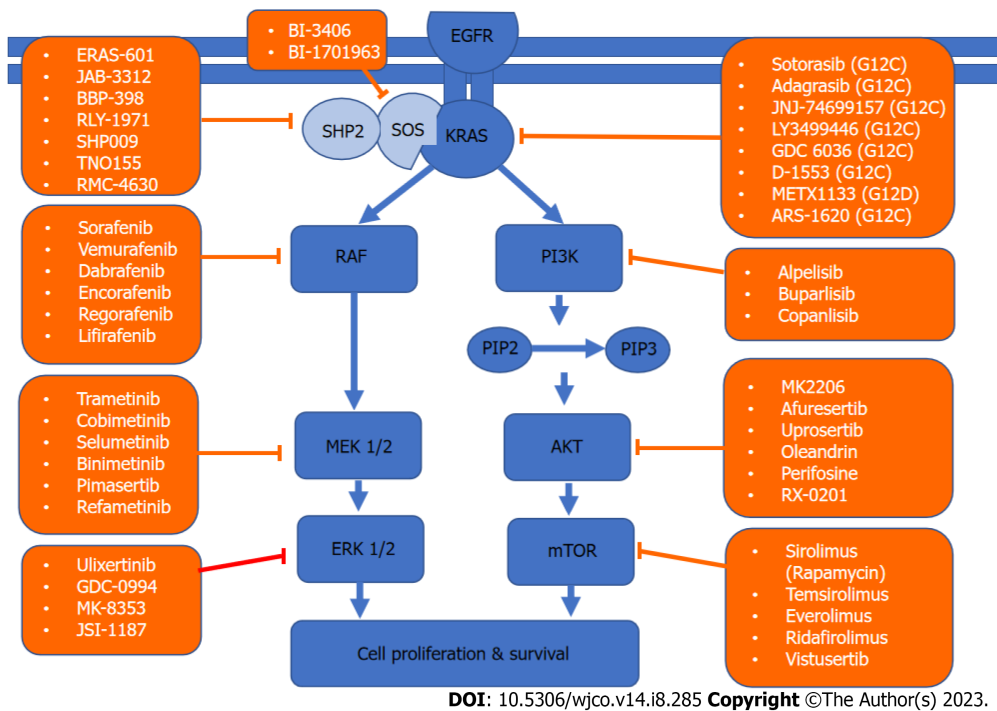 • BI-3406
• BI-1701963
EGFR
• ERAS-601
• JAB-3312
• BBP-398
• RLY-1971
• SHP009
• TNO155
• RMC-4630
SHP2
SOS
KRAS
• Sotorasib (G12C)
• Adagrasib (G12C)
• JNJ-74699157 (G12C)
• LY3499446 (G12C)
• GDC 6036 (G12C)
• D-1553 (G12C)
• METX1133 (G12D)
• ARS-1620 (G12C)
• Sorafenib
• Vemurafenib
• Dabrafenib
• Encorafenib
• Regorafenib
• Lifirafenib
RAF
PI3K
• Alpelisib
• Buparlisib
• Copanlisib
PIP2
PIP3
• Trametinib
• Cobimetinib
• Selumetinib
• Binimetinib
• Pimasertib
• Refametinib
MEK 1/2
AKT
• MK2206
• Afuresertib
• Uprosertib
• Oleandrin
• Perifosine
• RX-0201
• Ulixertinib
• GDC-0994
• MK-8353
• JSI-1187
ERK 1/2
mTOR
• Sirolimus
(Rapamycin)
• Temsirolimus
• Everolimus
• Ridafirolimus
• Vistusertib
Cell proliferation & survival
DOI: 10.5306/wjco.v14.i8.285 Copyright ©The Author(s) 2023.